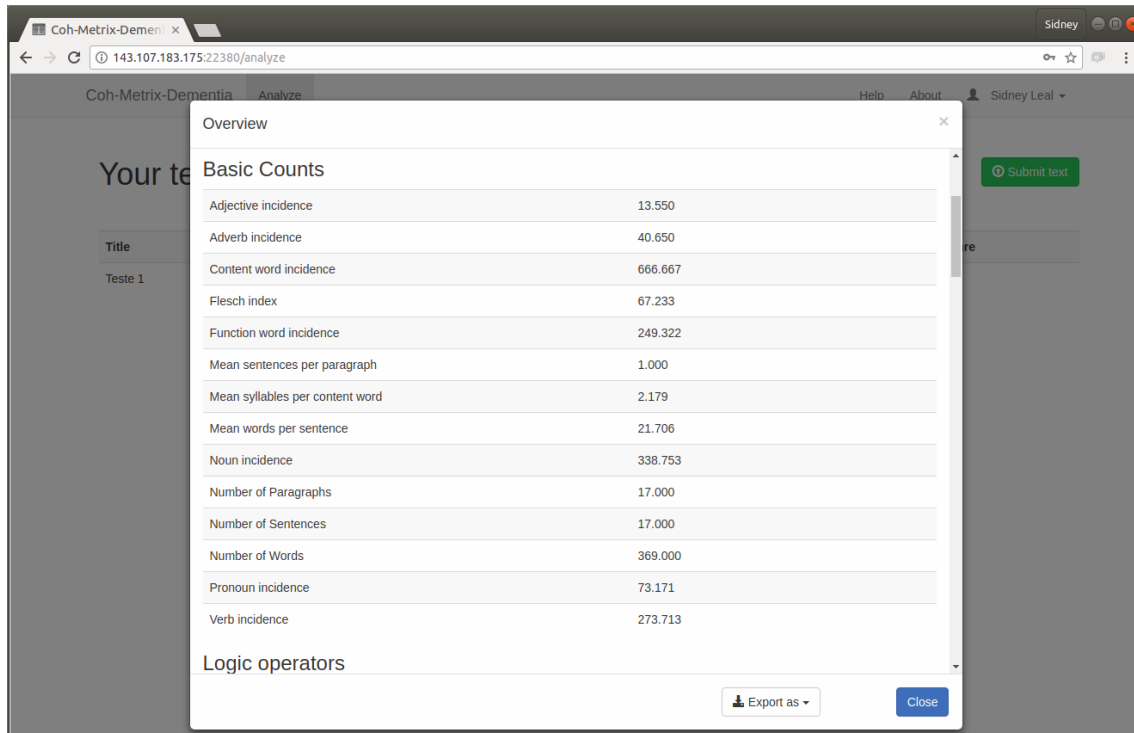 Coh-Metrix-Dement
Sidney
143.107.183.175:22380/analyze
Coh-Metrix-Dementia Analyze Help About Sidney Leal
Overview ×
Your te
Submit text
Basic Counts
Adjective incidence 13.550
Adverb incidence 40.650
Title
Content word incidence 666.667
Teste 1
Flesch index 67.233
Function word incidence 249.322
Mean sentences per paragraph 1.000
Mean syllables per content word 2.179
Mean words per sentence 21.706
Noun incidence 338.753
Number of Paragraphs 17.000
Number of Sentences 17.000
Number of Words 369.000
Pronoun incidence 73.171
Verb incidence 273.713
Logic operators
Export as
Close